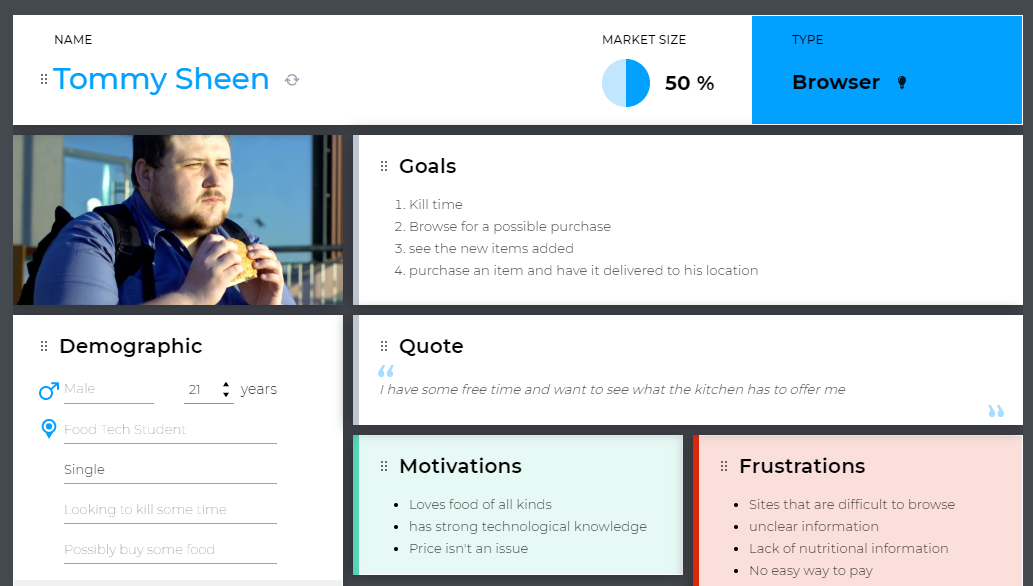 NAME
Tommy Sheen
MARKET SIZE
50 %
TYPE
Browser
Goals
1. Kill time
2. Browse for a possible purchase
3. see the new items added
4. purchase an item and have it delivered to his location
Demographic
Male
21
years
Food Tech Student
Single
Looking to kill some time
Possibly buy some food
Quote
“
I have some free time and want to see what the kitchen has to offer me
”
Motivations
• Loves food of all kinds
• has strong technological knowledge
• Price isn't an issue
Frustrations
• Sites that are difficult to browse
• unclear information
• Lack of nutritional information
• No easy way to pay